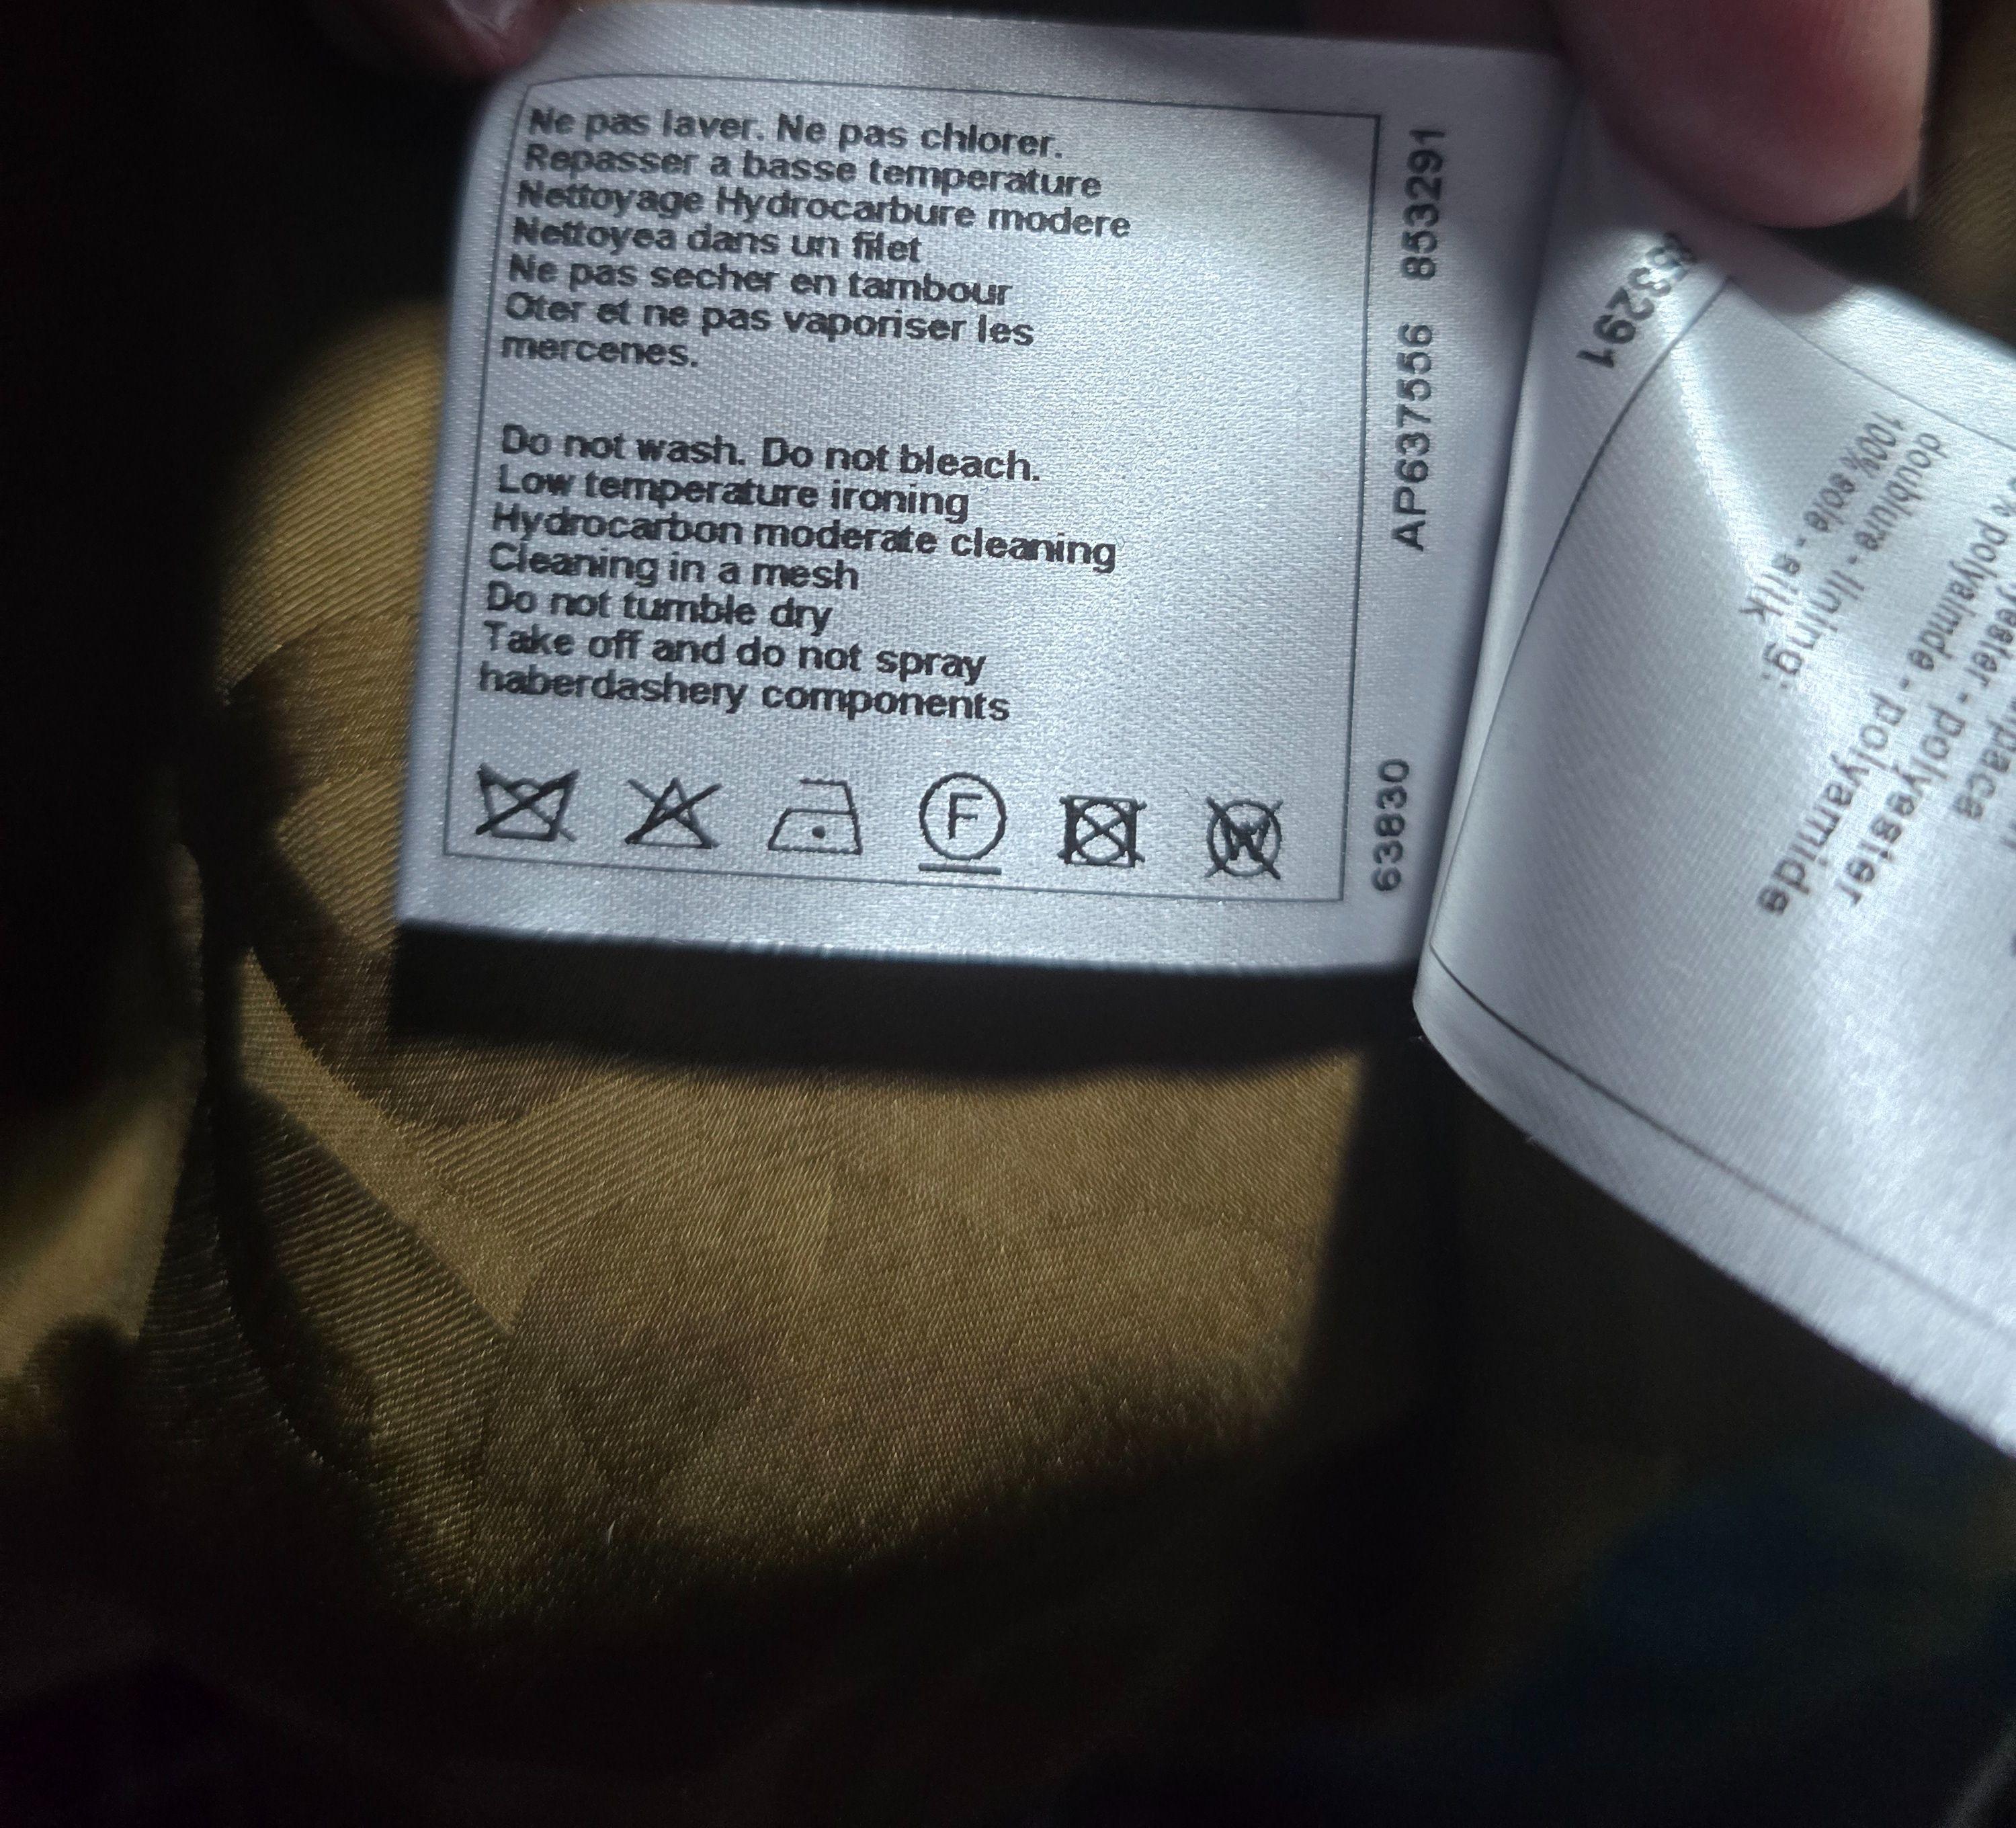 Ne pas laver. Ne pas chlorer.
Repasser a basse temperature
Nettoyage Hydrocarbure modere
Nettoyea dans un filet
Ne pas secher en tambour
Oter et ne pas vaporiser les
mercenes.
Do not wash. Do not bleach.
Low temperature ironing
Hydrocarbon moderate cleaning
Cleaning in a mesh
Do not tumble dry
Take off and do not spray
haberdashery components
F
W
63830 AP637556 853291
853291
polyester - polyester
polyaimde - polyamide
doublure - lining:
100% soie - silk